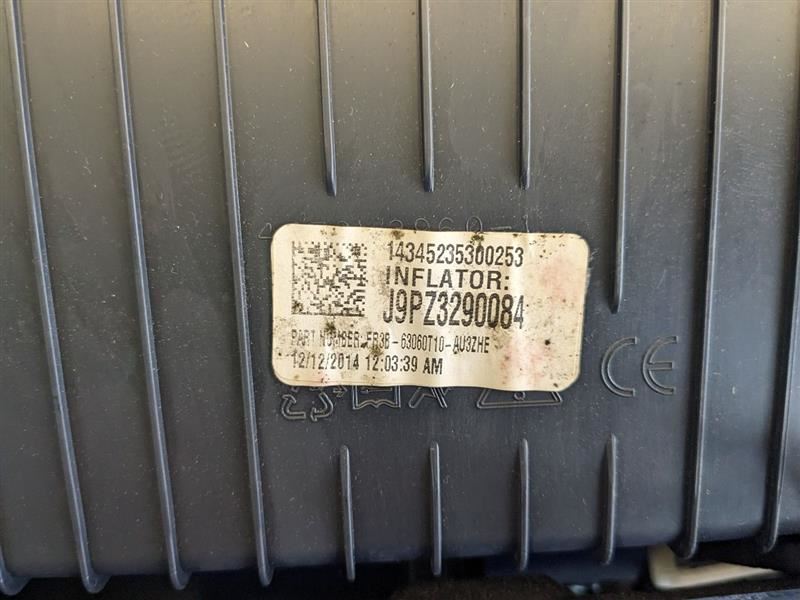 14345235300253
INFLATOR:
J9PZ3290084
PART NUMBER: FR3B-63060T10-AU3ZHE
12/12/2014 12:03:39 AM
CE